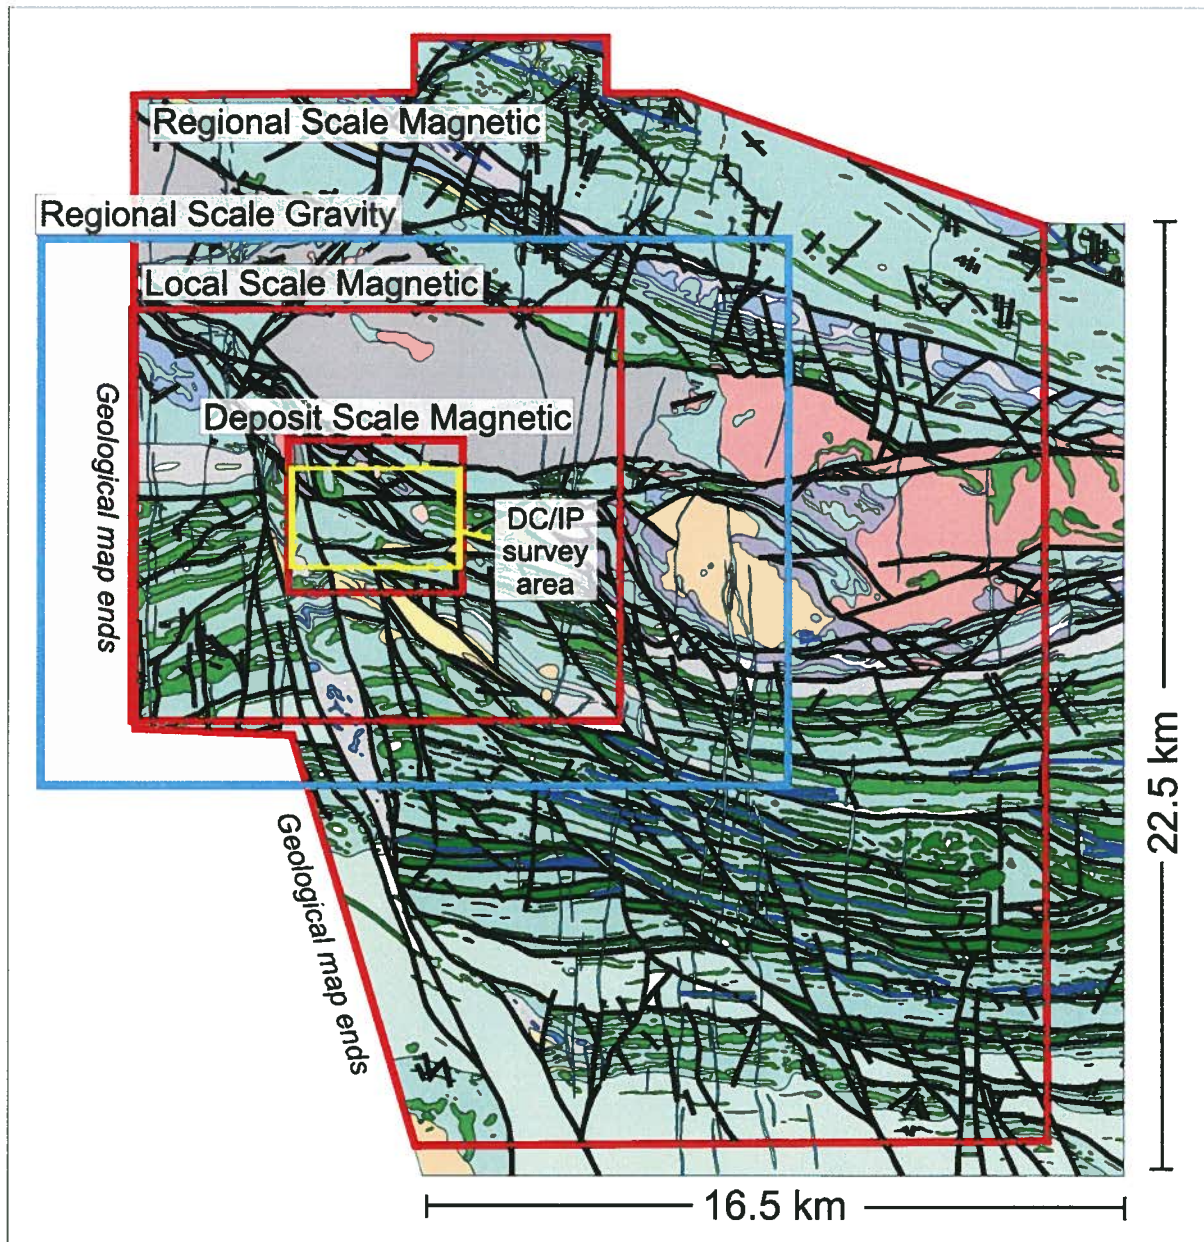 Regional Scale Magnetic
Regional Scale Gravity
Local Scale Magnetic
Geological map ends
Deposit Scale Magnetic
DC/IP
survey
area
22.5 km
Geological map ends
16.5 km